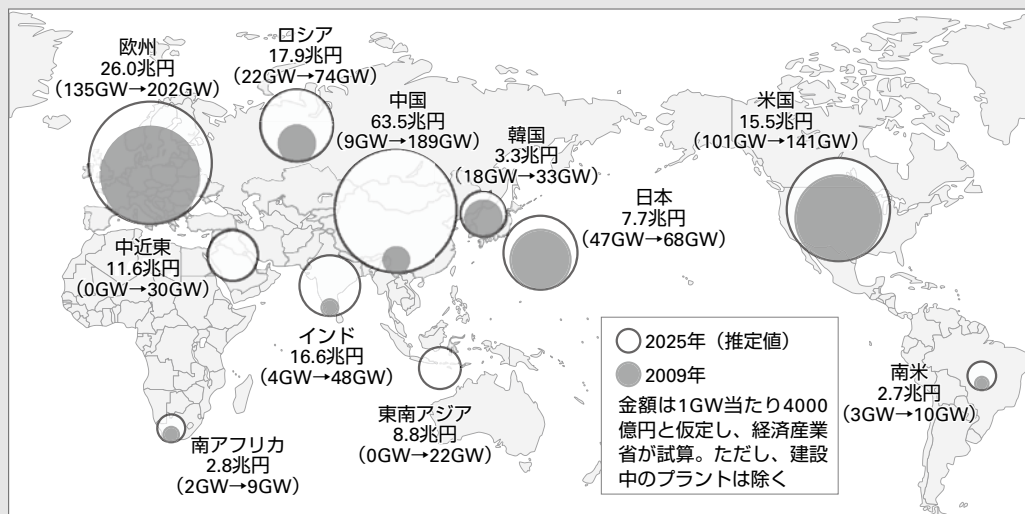 欧州
26.0兆円
（135GW→202GW）
ロシア
17.9兆円
（22GW→74GW）
中国
63.5兆円
（9GW→189GW）
韓国
3.3兆円
（18GW→33GW）
日本
7.7兆円
（47GW→68GW）
米国
15.5兆円
（101GW→141GW）
中近東
11.6兆円
（0GW→30GW）
インド
16.6兆円
（4GW→48GW）
東南アジア
8.8兆円
（0GW→22GW）
南アフリカ
2.8兆円
（2GW→9GW）
南米
2.7兆円
（3GW→10GW）
2025年（推定値）
2009年
金額は1GW当たり4000
億円と仮定し、経済産業
省が試算。ただし、建設
中のプラントは除く